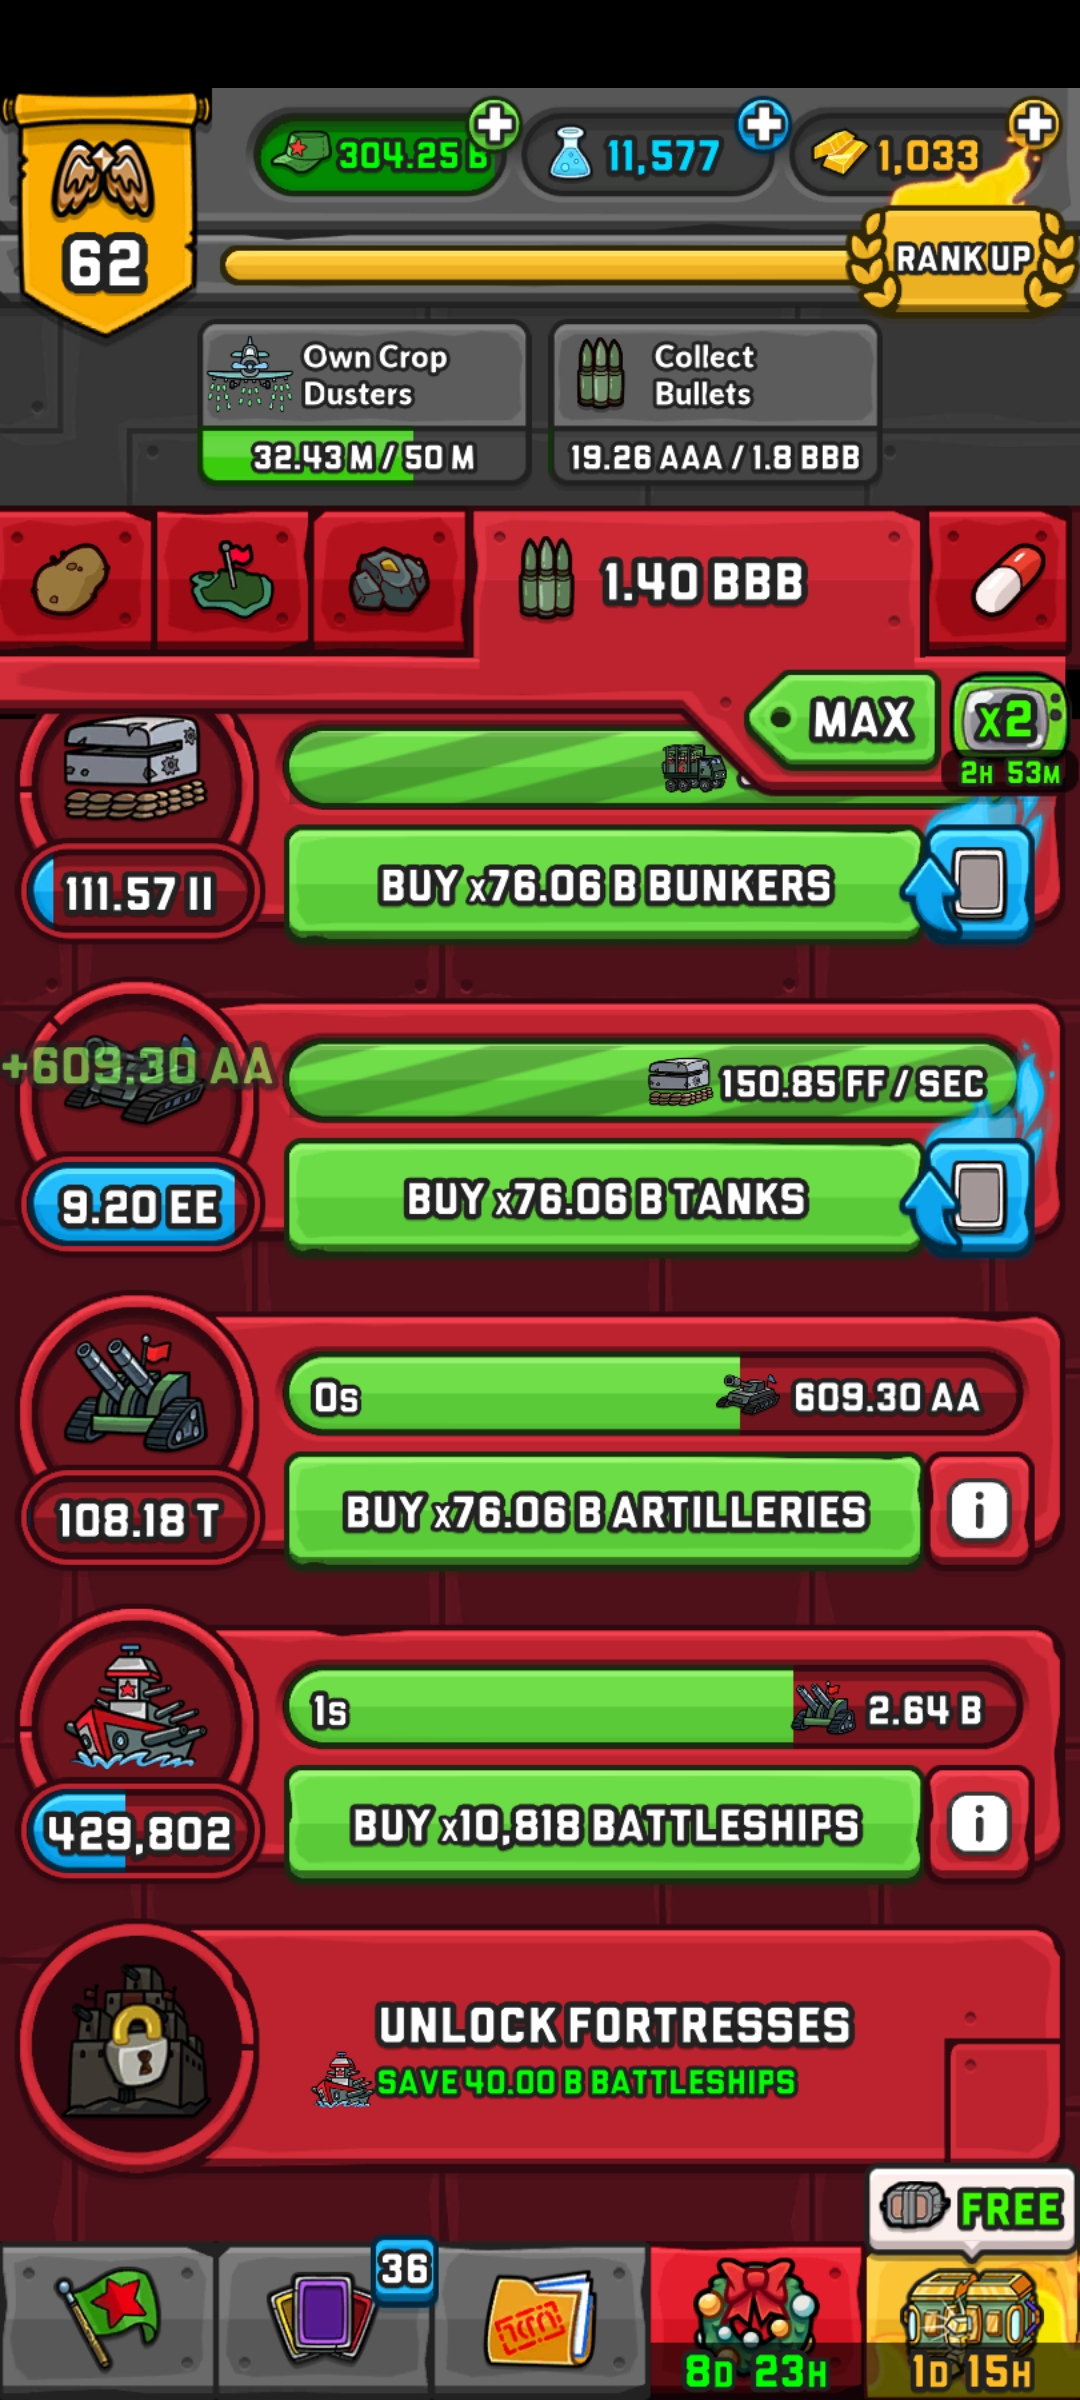 304.25 B
11,577
1,033
62
RANK UP
Own Crop
Dusters
32.43 M / 50 M
Collect
Bullets
19.26 AAA / 1.8 BBB
1.40 BBB
MAX
x2
2H 53M
111.57 II
BUY x76.06 B BUNKERS
+609.30 AA
150.85 FF / SEC
9.20 EE
BUY x76.06 B TANKS
0s
609.30 AA
108.18 T
BUY x76.06 B ARTILLERIES
i
1s
2.64 B
429,802
BUY x10,818 BATTLESHIPS
i
UNLOCK FORTRESSES
SAVE 40.00 B BATTLESHIPS
FREE
36
8D 23H
1D 15H